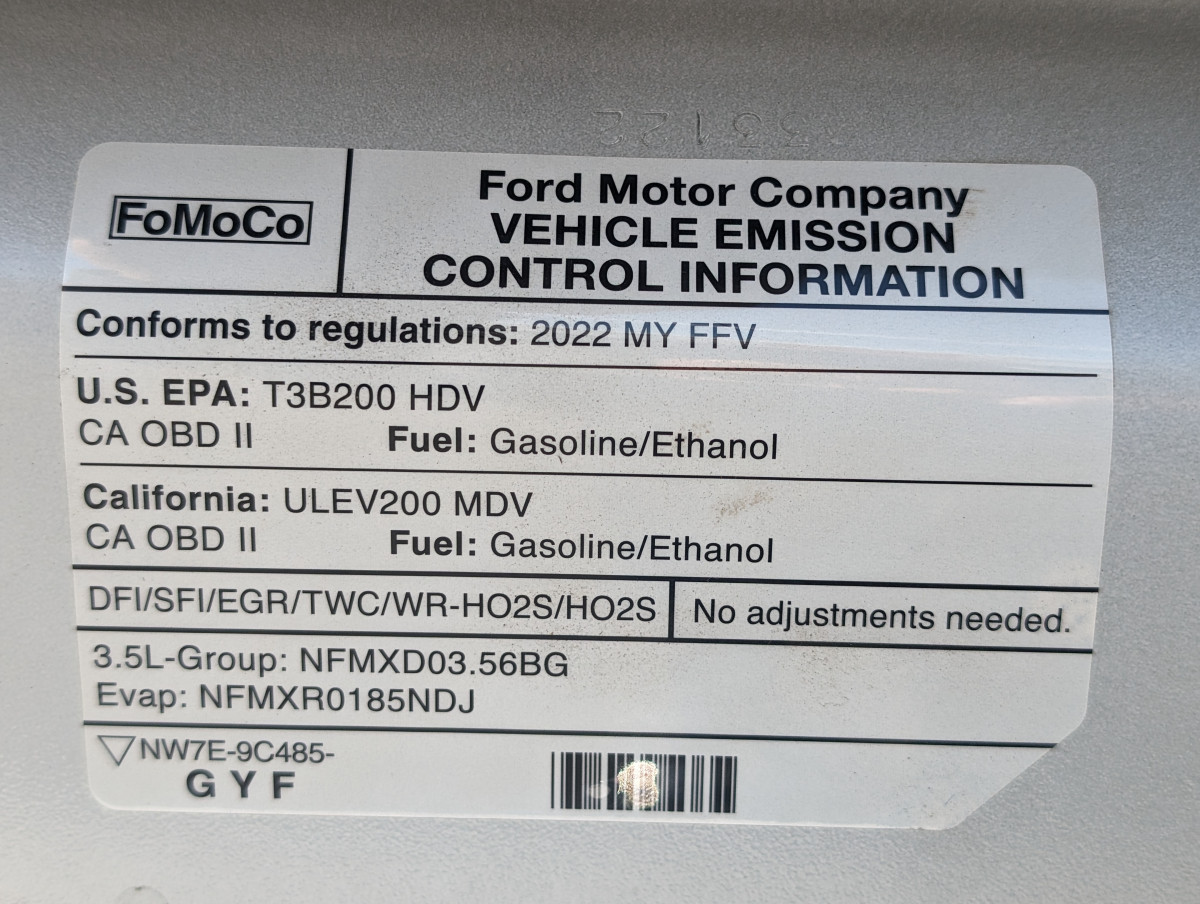 FoMoCo
Ford Motor Company
VEHICLE EMISSION
CONTROL INFORMATION
Conforms to regulations: 2022 MY FFV
U.S. EPA: T3B200 HDV
CA OBD II Fuel: Gasoline/Ethanol
California: ULEV200 MDV
CA OBD II Fuel: Gasoline/Ethanol
DFI/SFI/EGR/TWC/WR-HO2S/HO2S No adjustments needed.
3.5L-Group: NFMXD03.56BG
Evap: NFMXR0185NDJ
NW7E-9C485-
G Y F